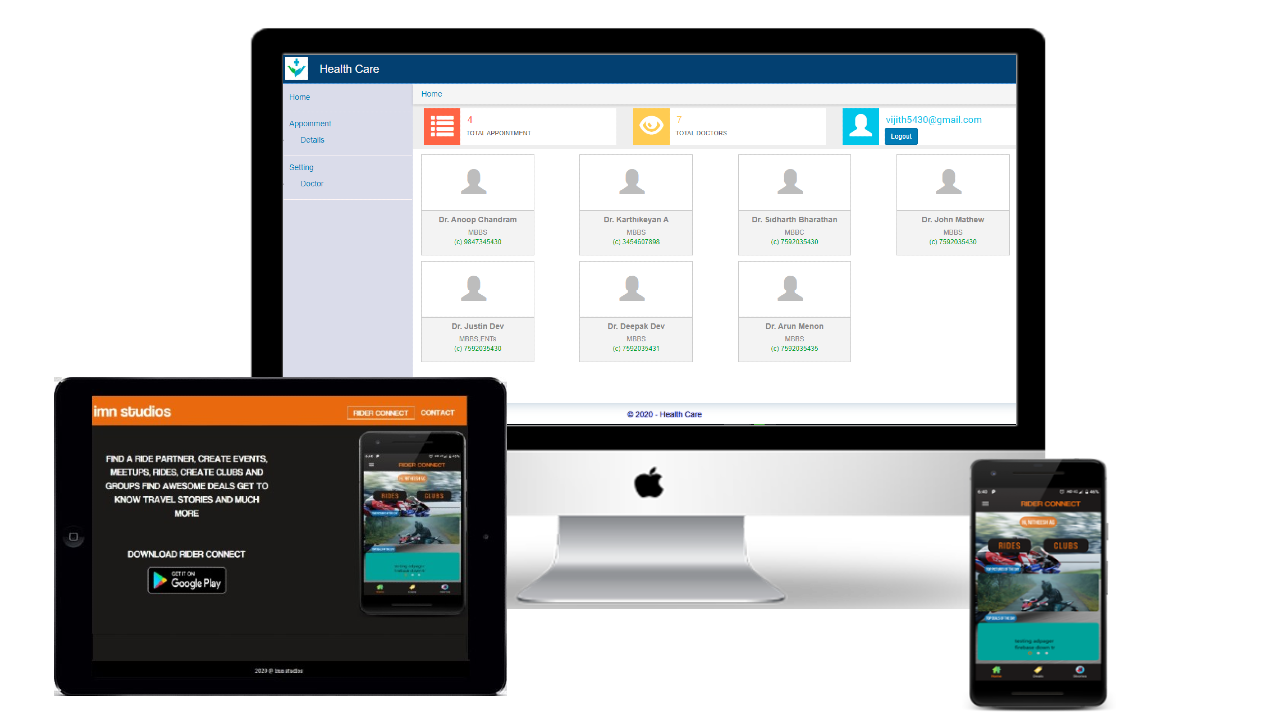 Health Care
Home
Appoinment
Details
Setting
Doctor
Home
4
TOTAL APPOINTMENT
7
TOTAL DOCTORS
vijith5430@gmail.com
Logout
Dr. Anoop Chandram
MBBS
(c) 9847345430
Dr. Karthikeyan A
MBBS
(c) 3454607898
Dr. Sidharth Bharathan
MBBC
(c) 7592035430
Dr. John Mathew
MBBS
(c) 7592035430
Dr. Justin Dev
MBBS,ENTs
(c) 7592035430
Dr. Deepak Dev
MBBS
(c) 7592035431
Dr. Arun Menon
MBBS
(c) 7592035435
© 2020 - Health Care
imn studios
RIDER CONNECT
CONTACT
FIND A RIDE PARTNER, CREATE EVENTS,
MEETUPS, RIDES, CREATE CLUBS AND
GROUPS FIND AWESOME DEALS GET TO
KNOW TRAVEL STORIES AND MUCH
MORE
DOWNLOAD RIDER CONNECT
GET IT ON
Google Play
2020 @ imn studios
RIDER CONNECT
RIDES
CLUBS
RIDER CONNECT
RIDES
CLUBS